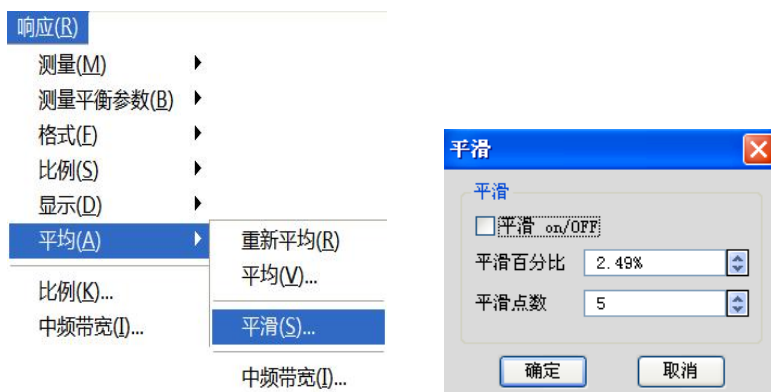 响应(R)
测量(M)
测量平衡参数(B)
格式(F)
比例(S)
显示(D)
平均(A)
比例(K)...
中频带宽(I)...
重新平均(R)
平均(V)...
平滑(S)...
中频带宽(I)...
平滑
平滑
平滑 on/OFF
平滑百分比 2.49%
平滑点数 5
确定 取消